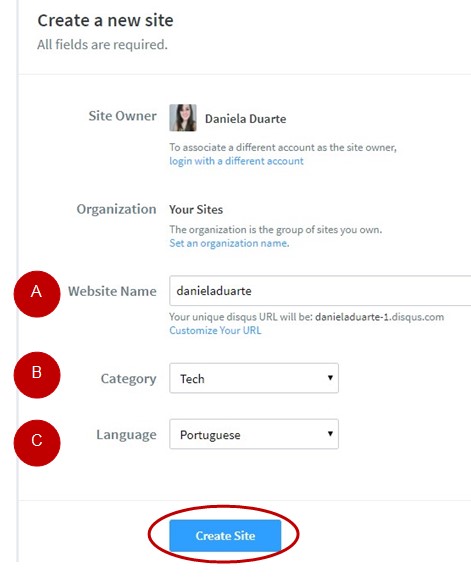 Create a new site
All fields are required.
Site Owner
Daniela Duarte
To associate a different account as the site owner,
login with a different account
Organization
Your Sites
The organization is the group of sites you own.
Set an organization name.
A
Website Name
danieladuarte
Your unique disqus URL will be: danieladuarte-1.disqus.com
Customize Your URL
B
Category
Tech
C
Language
Portuguese
Create Site